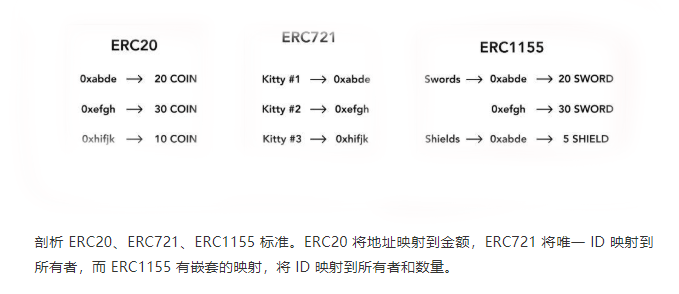 ERC20
ERC721
ERC1155
0xabde → 20 COIN
Kitty #1 → 0xabde
Swords → 0xabde → 20 SWORD
0xefgh → 30 COIN
Kitty #2 → 0xefgh
0xefgh → 30 SWORD
0xhifjk → 10 COIN
Kitty #3 → 0xhifjk
Shields → 0xabde → 5 SHIELD
剖析 ERC20、ERC721、ERC1155 标准。ERC20 将地址映射到金额，ERC721 将唯一 ID 映射到
所有者，而 ERC1155 有嵌套的映射，将 ID 映射到所有者和数量。